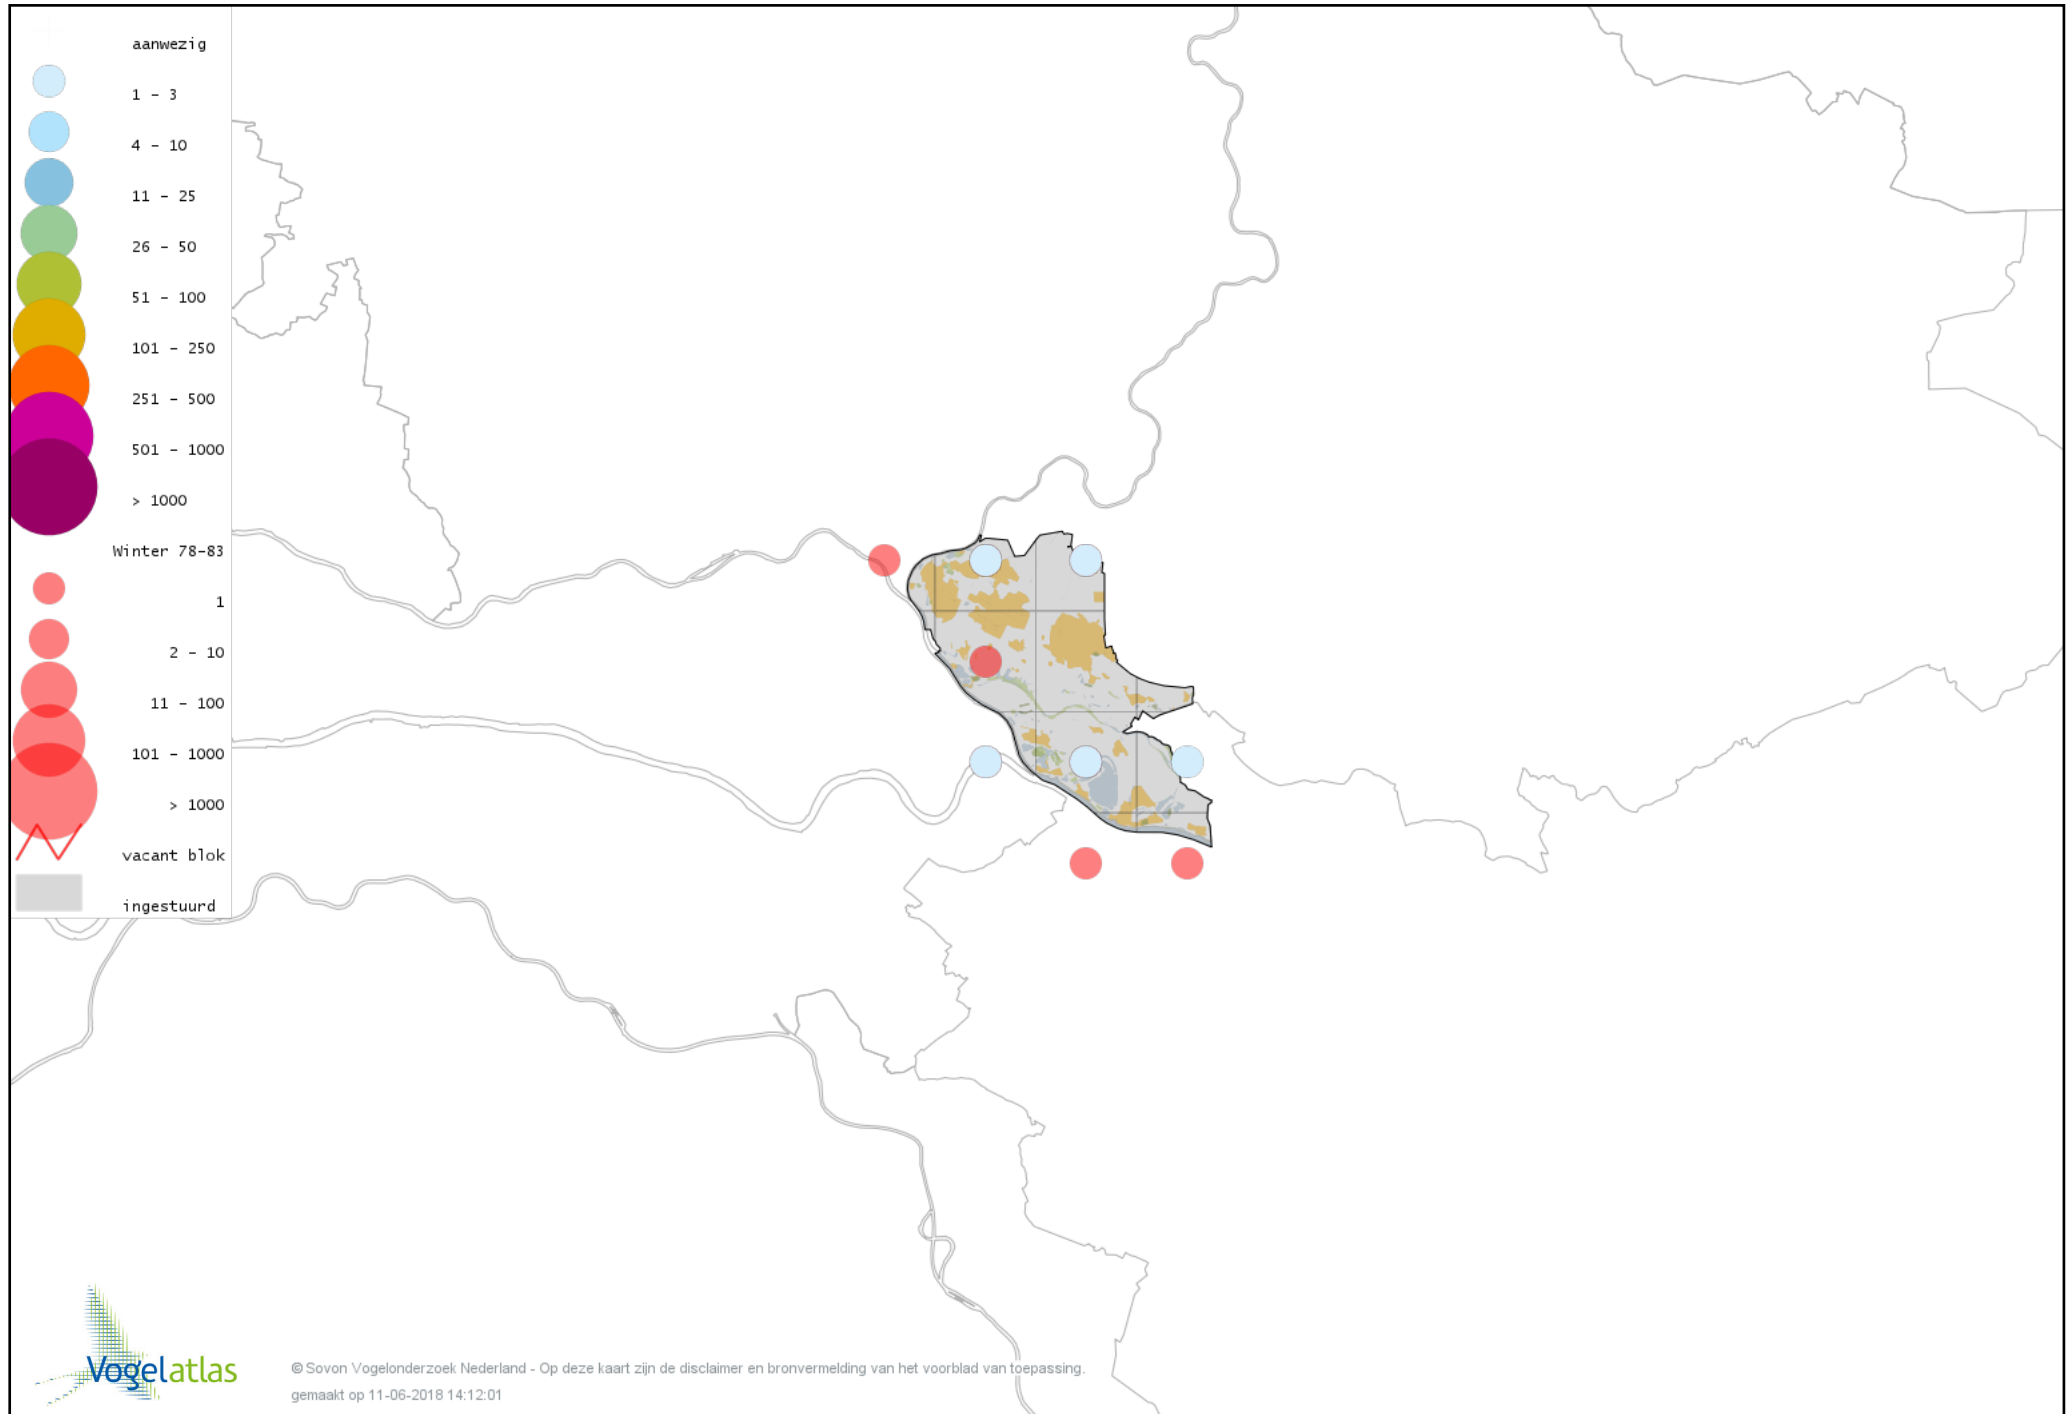 aanwezig
1 - 3
4 - 10
11 - 25
26 - 50
51 - 100
101 - 250
251 - 500
501 - 1000
> 1000
Winter 78-83
1
2 - 10
11 - 100
101 - 1000
> 1000
vacant blok
ingestuurd
Vogelatlas
© Sovon Vogelonderzoek Nederland - Op deze kaart zijn de disclaimer en bronvermelding van het voorblad van toepassing.
gemaakt op 11-06-2018 14:12:01